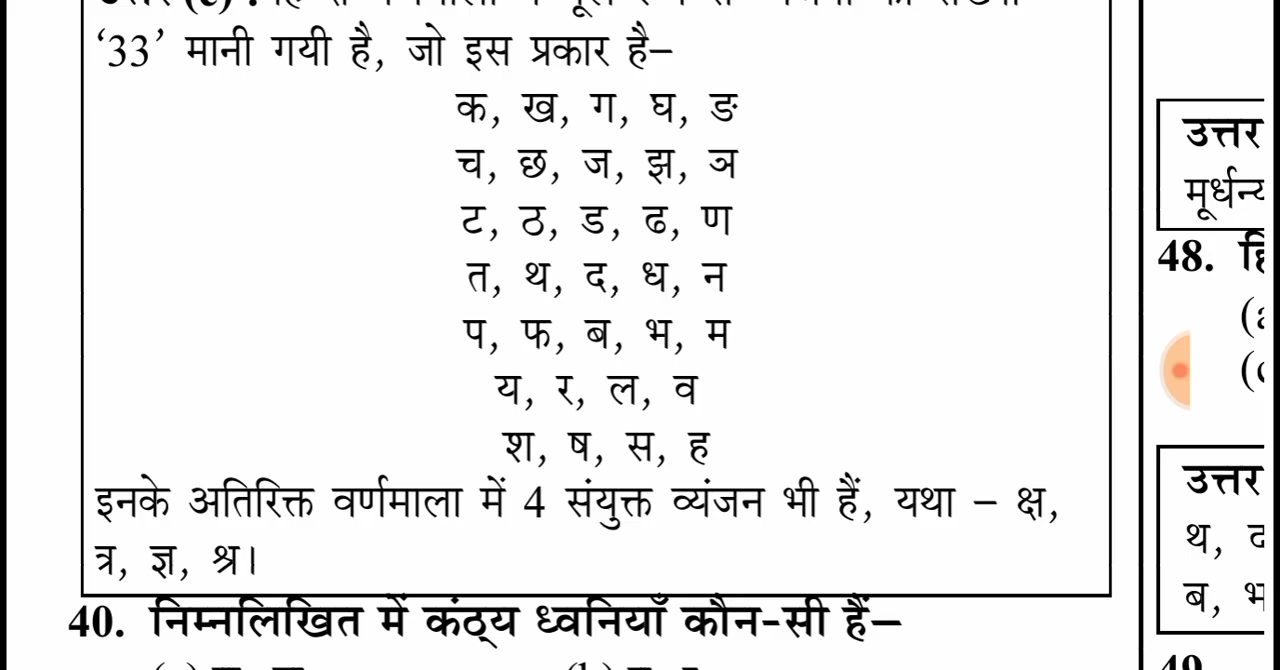 ‘33’ मानी गयी है, जो इस प्रकार है–
क, ख, ग, घ, ङ
च, छ, ज, झ, ञ
ट, ठ, ड, ढ, ण
त, थ, द, ध, न
प, फ, ब, भ, म
य, र, ल, व
श, ष, स, ह
इनके अतिरिक्त वर्णमाला में 4 संयुक्त व्यंजन भी हैं, यथा – क्ष,
त्र, ज्ञ, श्र।
40. निम्नलिखित में कंठ्य ध्वनियाँ कौन-सी हैं–
उत्तर
48.
उत्तर
थ,
ब,